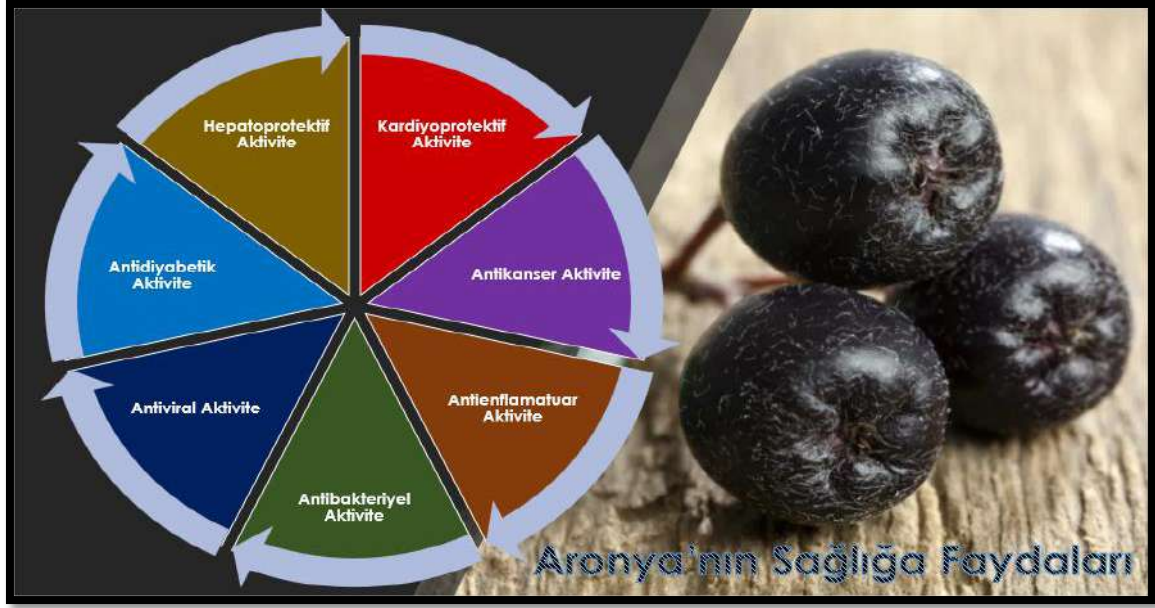 Hepatoprotektif
Aktivite
Kardiyoprotektif
Aktivite
Antikanser Aktivite
Antienflamatuar
Aktivite
Antibakteriyel
Aktivite
Antiviral Aktivite
Antidiyabetik
Aktivite
Aronya'nın Sağlığa Faydaları